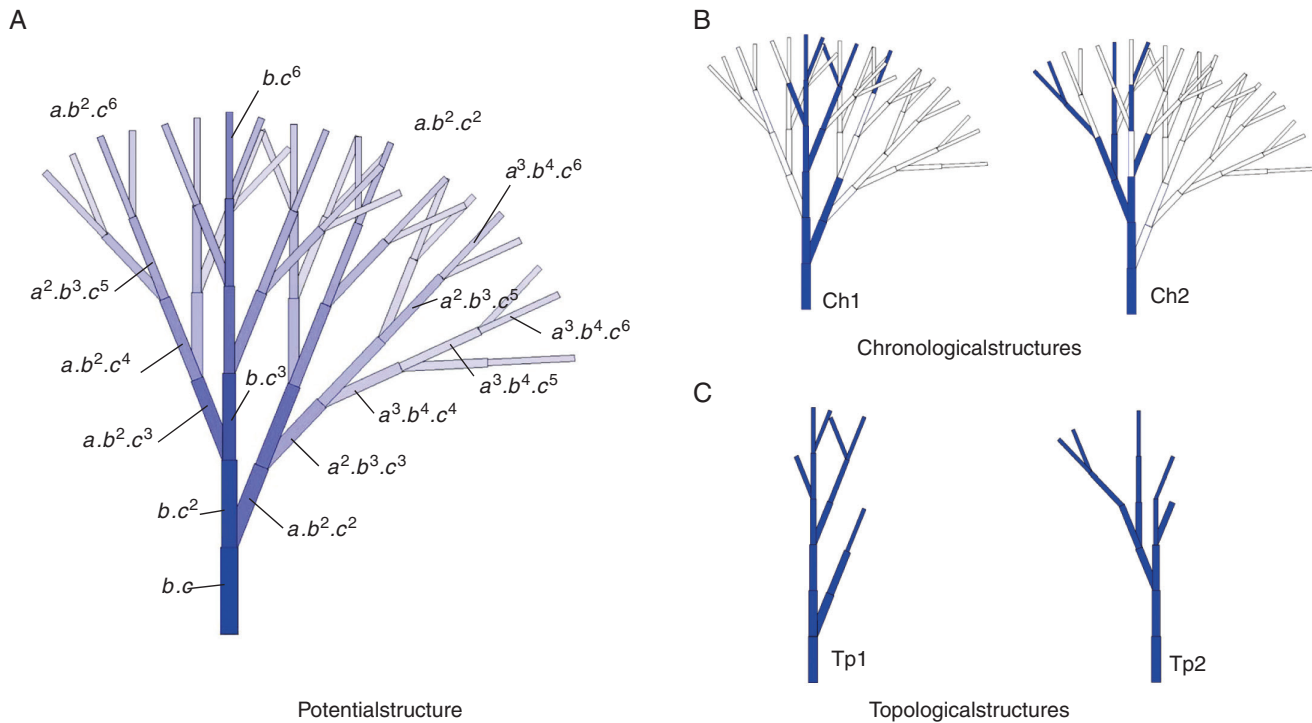 A
b.c⁶
a.b².c⁶
a.b².c²
a³.b⁴.c⁶
a².b³.c⁵
a².b³.c⁵
a³.b⁴.c⁶
a.b².c⁴
b.c³
a³.b⁴.c⁵
a³.b⁴.c⁴
a.b².c³
a².b³.c³
b.c²
a.b².c²
b.c
Potentialstructure
B
Ch1
Ch2
Chronologicalstructures
C
Tp1
Tp2
Topologicalstructures